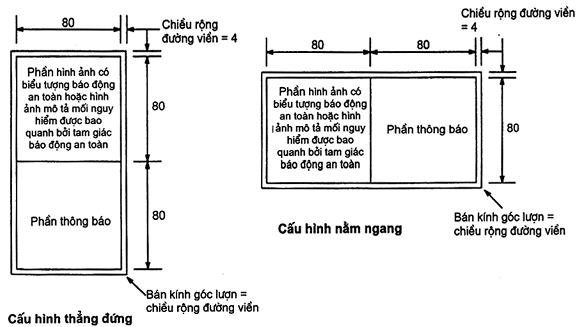 80
Chiều rộng
đường viền = 4
Phần hình ảnh có
biểu tượng báo động
an toàn hoặc hình
ảnh mô tả mối nguy
hiểm được bao
quanh bởi tam giác
báo động an toàn
80
Phần thông báo
80
Bán kính góc lượn =
chiều rộng đường viền
Cấu hình thẳng đứng
Chiều rộng đường viền
= 4
80
80
Phần hình ảnh có
biểu tượng báo động
an toàn hoặc hình
ảnh mô tả mối nguy
hiểm được bao
quanh bởi tam giác
báo động an toàn
Phần thông báo
80
Bán kính góc lượn =
chiều rộng đường viền
Cấu hình nằm ngang